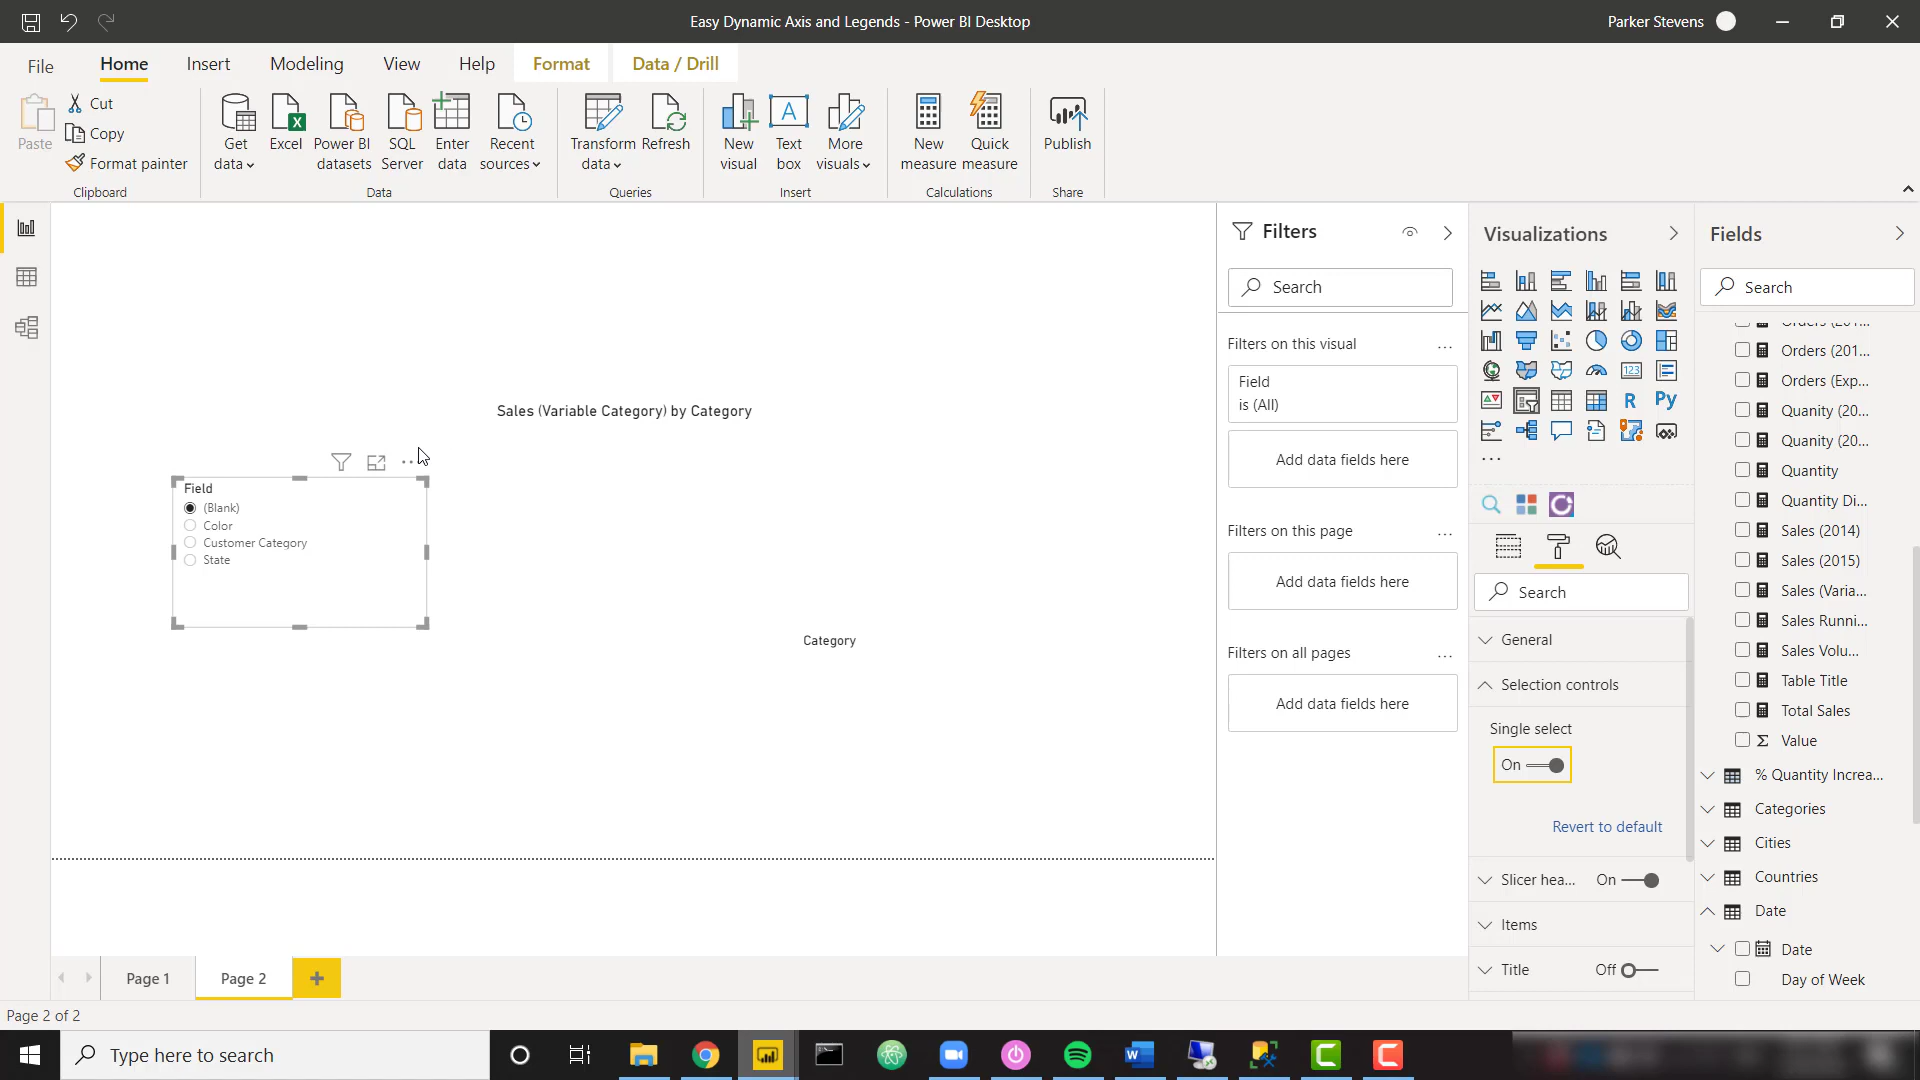 Easy Dynamic Axis and Legends - Power BI Desktop
Parker Stevens
File
Home
Insert
Modeling
View
Help
Format
Data / Drill
Paste
Cut
Copy
Format painter
Clipboard
Get data
Excel
Power BI datasets
SQL Server
Enter data
Recent sources
Data
Transform data
Refresh
Queries
New visual
Text box
More visuals
Insert
New measure
Quick measure
Calculations
Publish
Share
Sales (Variable Category) by Category
Field
(Blank)
Color
Customer Category
State
Category
Filters
Search
Filters on this visual
...
Field
is (All)
Add data fields here
Filters on this page
...
Add data fields here
Filters on all pages
...
Add data fields here
Visualizations
123
R
Py
...
Search
General
Selection controls
Single select
On
Revert to default
Slicer hea...
On
Items
Title
Off
Fields
Search
Orders (201...
Orders (201...
Orders (Exp...
Quanity (20...
Quanity (20...
Quantity
Quantity Di...
Sales (2014)
Sales (2015)
Sales (Varia...
Sales Runni...
Sales Volu...
Table Title
Total Sales
Σ Value
% Quantity Increa...
Categories
Cities
Countries
Date
Date
Day of Week
Page 1
Page 2
+
Page 2 of 2
Type here to search